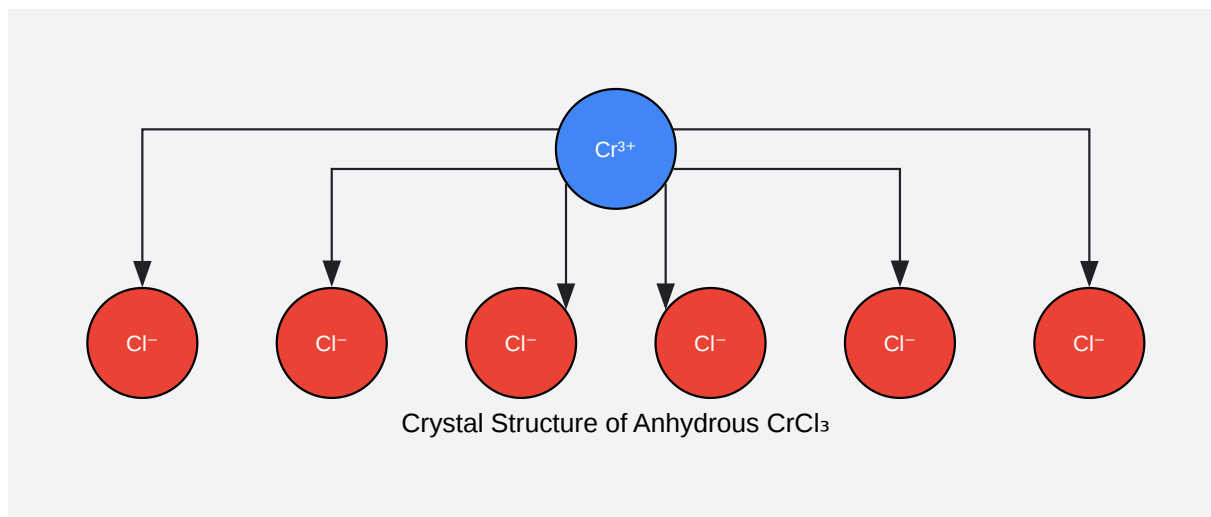 Cr³⁺
Cl⁻ Cl⁻ Cl⁻ Cl⁻ Cl⁻ Cl⁻
Crystal Structure of Anhydrous CrCl₃